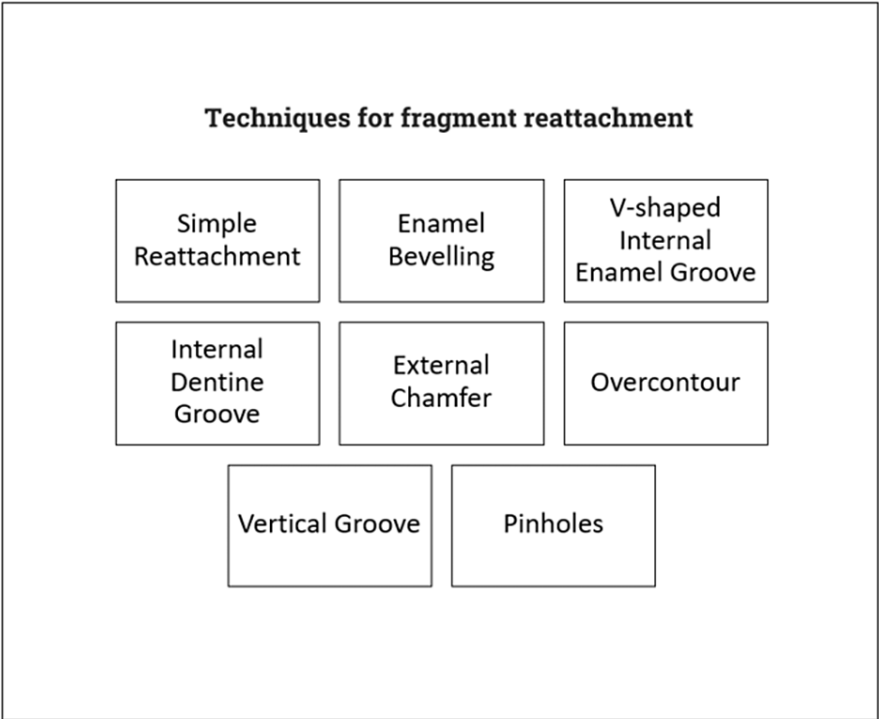 Techniques for fragment reattachment
Simple
Reattachment
Enamel
Bevelling
V-shaped
Internal
Enamel Groove
Internal
Dentine
Groove
External
Chamfer
Overcontour
Vertical Groove
Pinholes